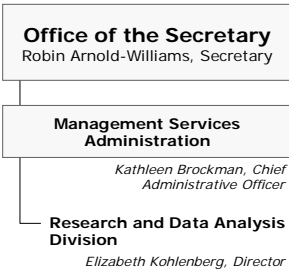 Office of the Secretary
Robin Arnold-Williams, Secretary
Management Services
Administration
Kathleen Brockman, Chief
Administrative Officer
Research and Data Analysis
Division
Elizabeth Kohlenberg, Director